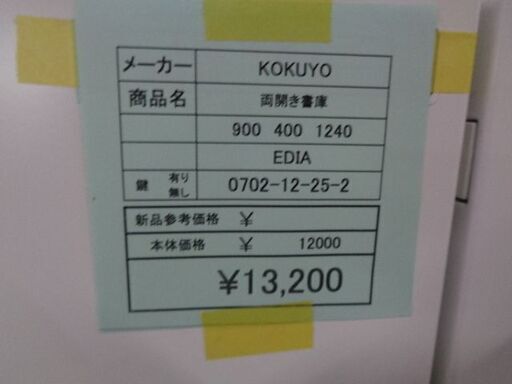 メーカー KOKUYO
商品名 両開き書庫
900 400 1240
EDIA
鍵 有り 無し 0702-12-25-2
新品参考価格 ¥
本体価格 ¥ 12000
¥13,200